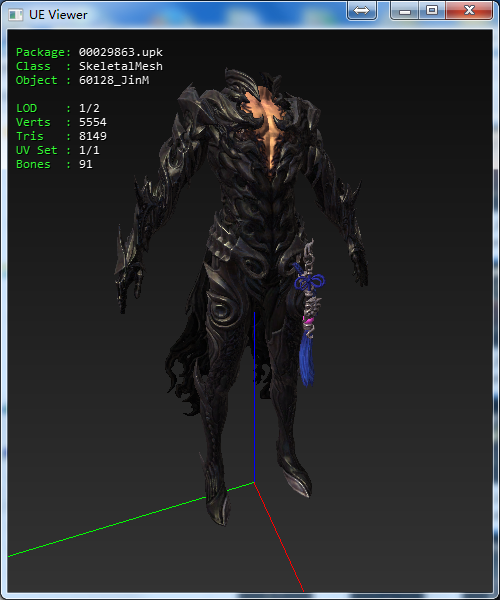 UE Viewer
Package: 00029863.upk
Class : SkeletalMesh
Object : 60128_JinM
LOD : 1/2
Verts : 5554
Tris : 8149
UV Set : 1/1
Bones : 91